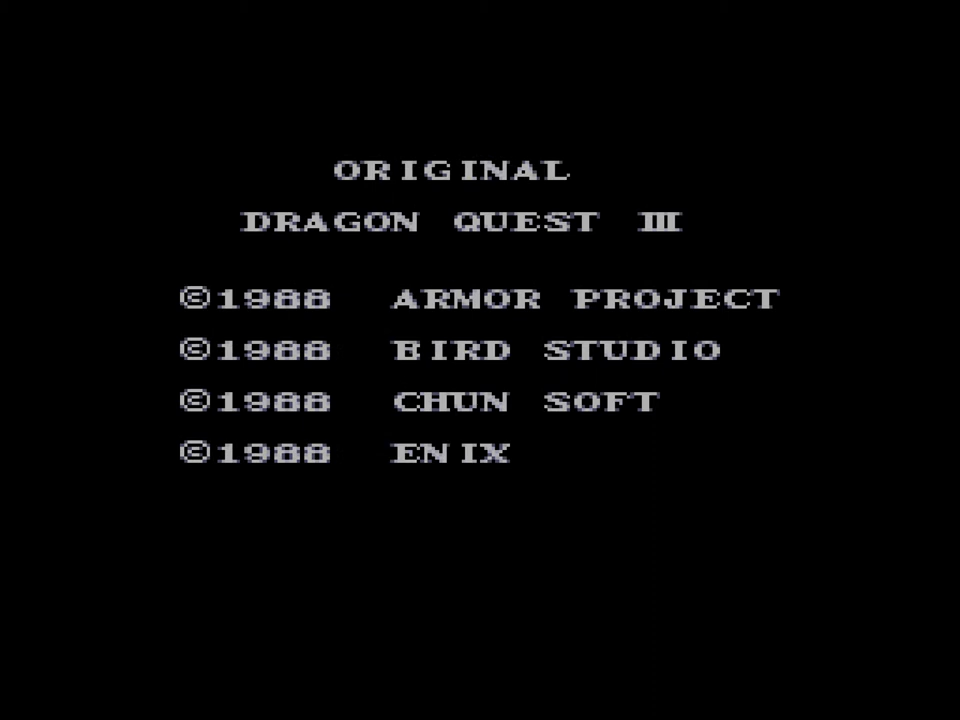 ORIGINAL
DRAGON QUEST III
©1988 ARMOR PROJECT
©1988 BIRD STUDIO
©1988 CHUN SOFT
©1988 ENIX